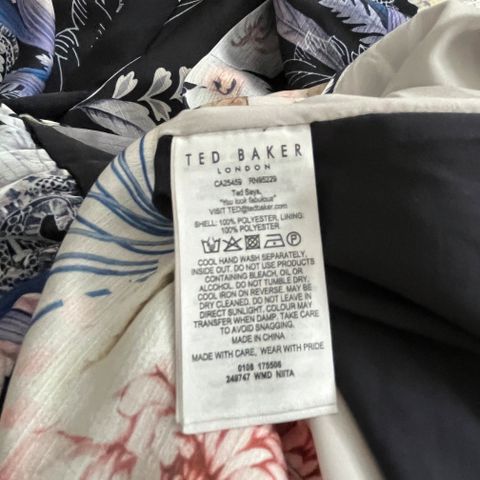 TED BAKER
LONDON
CA25459 RN95229
Ted Says,
"You look fabulous"
VISIT TED@tedbaker.com
SHELL: 100% POLYESTER, LINING:
100% POLYESTER.
COOL HAND WASH SEPARATELY,
INSIDE OUT. DO NOT USE PRODUCTS
CONTAINING BLEACH, OIL OR
ALCOHOL. DO NOT TUMBLE DRY.
COOL IRON ON REVERSE. MAY BE
DRY CLEANED. DO NOT LEAVE IN
DIRECT SUNLIGHT. COLOUR MAY
TRANSFER WHEN DAMP. TAKE CARE
TO AVOID SNAGGING.
MADE IN CHINA
MADE WITH CARE, WEAR WITH PRIDE
0108 175506
249747 WMD NIITA